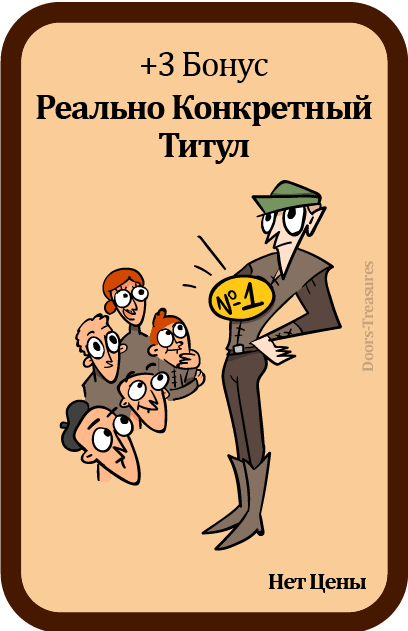 +3 Бонус
Реально Конкретный
Титул
№1
Doors-Treasures
Нет Цены